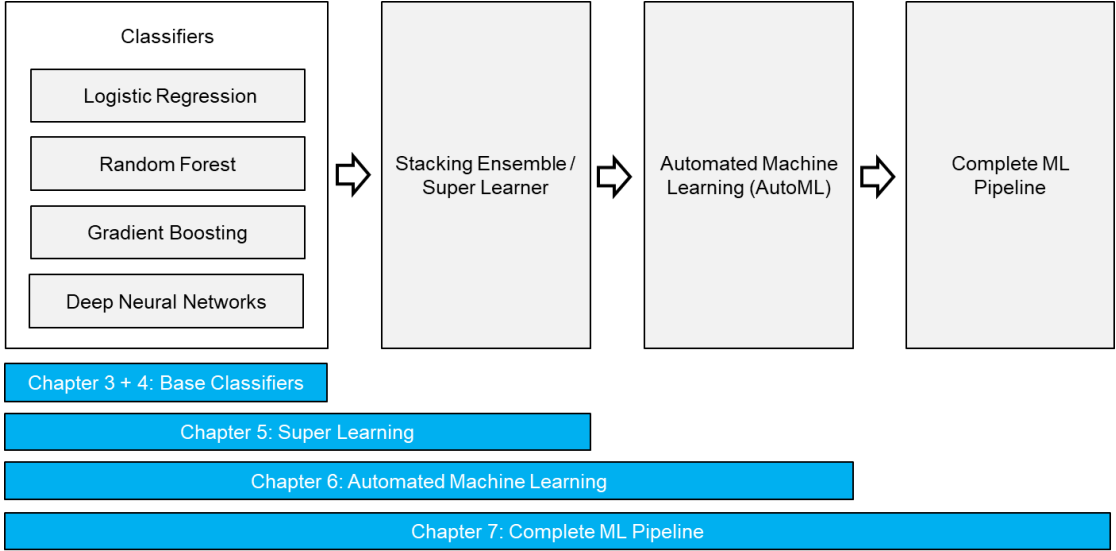 Classifiers
Logistic Regression
Random Forest
Gradient Boosting
Deep Neural Networks
Stacking Ensemble /
Super Learner
Automated Machine
Learning (AutoML)
Complete ML
Pipeline
Chapter 3 + 4: Base Classifiers
Chapter 5: Super Learning
Chapter 6: Automated Machine Learning
Chapter 7: Complete ML Pipeline